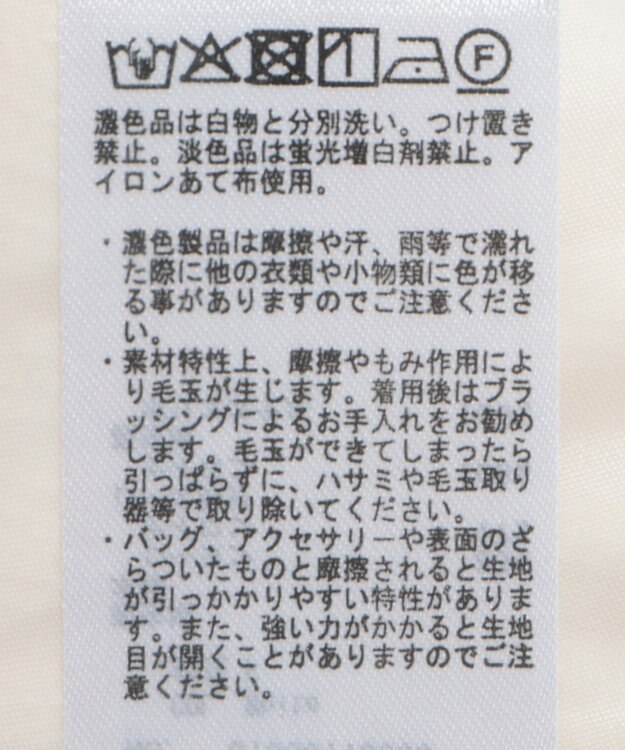 F
濃色品は白物と分別洗い。つけ置き
禁止。淡色品は蛍光増白剤禁止。ア
イロンあて布使用。
・濃色製品は摩擦や汗、雨等で濡れ
た際に他の衣類や小物類に色が移
る事がありますのでご注意くださ
い。
・素材特性上、摩擦やもみ作用によ
り毛玉が生じます。着用後はブラ
ッシングによるお手入れをお勧め
します。毛玉ができてしまったら
引っぱらずに、ハサミや毛玉取り
器等で取り除いてください。
・バッグ、アクセサリーや表面のざ
らついたものと摩擦されると生地
が引っかかりやすい特性がありま
す。また、強い力がかかると生地
目が開くことがありますのでご注
意ください。